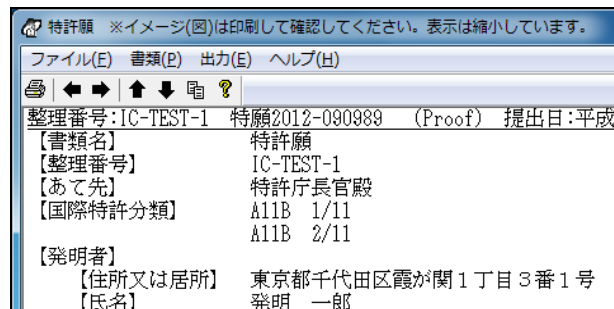 特許願　※イメージ(図)は印刷して確認してください。表示は縮小しています。
ファイル(F)　書類(P)　出力(E)　ヘルプ(H)
整理番号:IC-TEST-1　特願2012-090989　(Proof)　提出日:平成
【書類名】　特許願
【整理番号】　IC-TEST-1
【あて先】　特許庁長官殿
【国際特許分類】　A11B　1/11
A11B　2/11
【発明者】
【住所又は居所】　東京都千代田区霞が関１丁目３番１号
【氏名】　発明　一郎